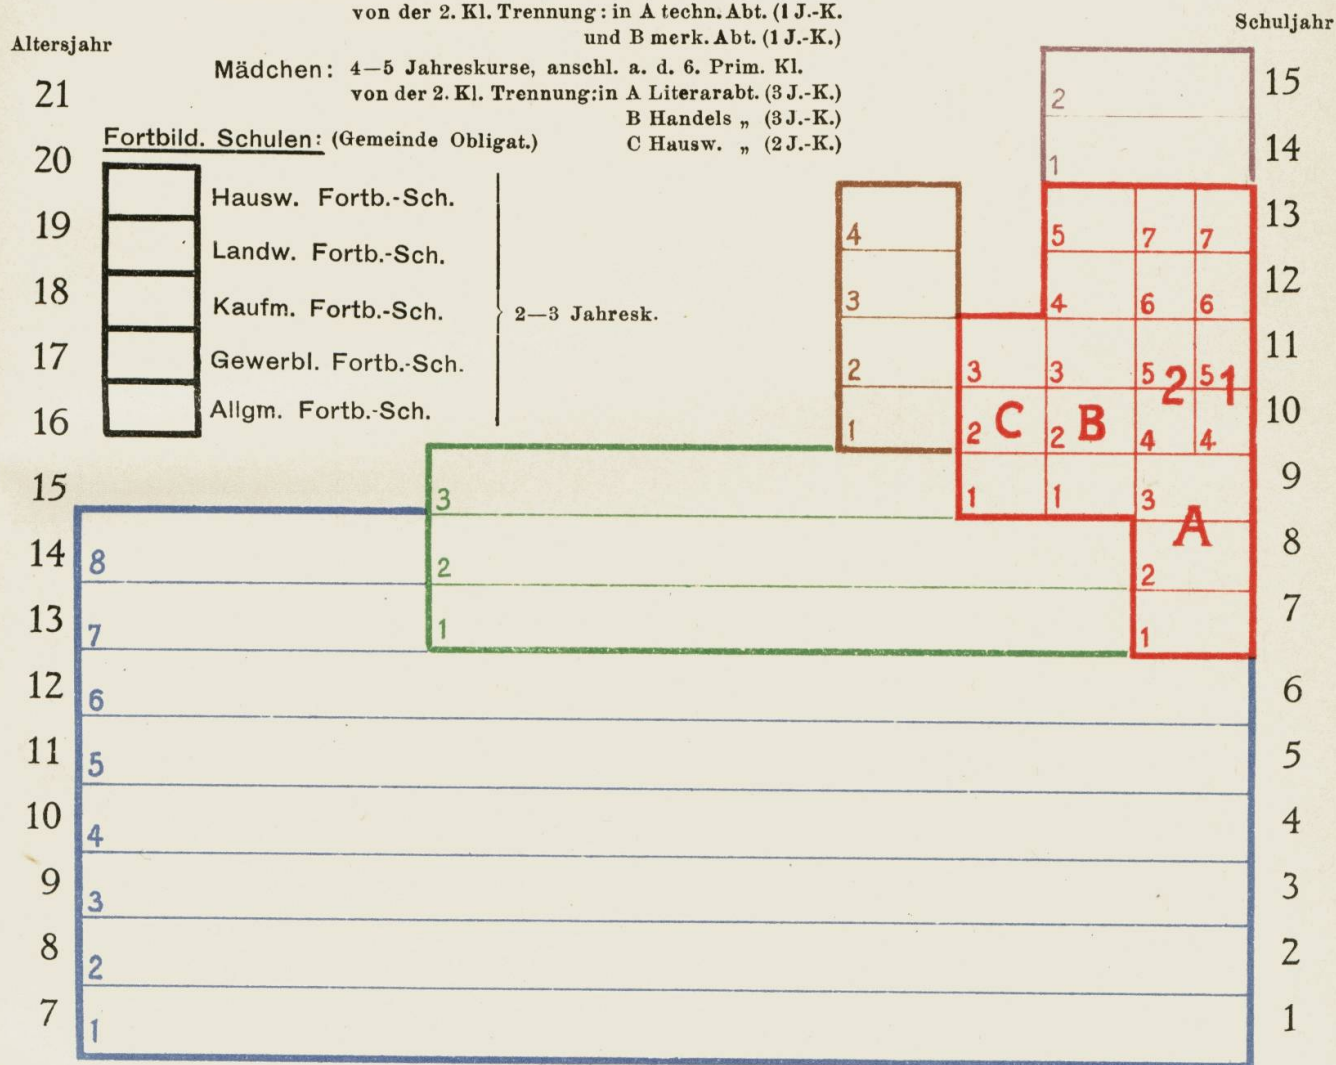 von der 2. Kl. Trennung: in A techn. Abt. (1 J.-K.
und B merk. Abt. (1 J.-K.)
Altersjahr
Schuljahr
Mädchen: 4—5 Jahreskurse, anschl. a. d. 6. Prim. Kl.
von der 2. Kl. Trennung: in A Literarabt. (3 J.-K.)
B Handels „ (3 J.-K.)
C Hausw. „ (2 J.-K.)
Fortbild. Schulen: (Gemeinde Obligat.)
Hausw. Fortb.-Sch.
Landw. Fortb.-Sch.
Kaufm. Fortb.-Sch.
Gewerbl. Fortb.-Sch.
Allgm. Fortb.-Sch.
2—3 Jahresk.
21 2 15
20 1 14
19 4 5 7 7 13
18 3 4 6 6 12
17 2 3 3 5 2 5 1 11
16 1 2 C 2 B 4 4 10
15 3 1 1 3 A 9
14 8 2 2 8
13 7 1 1 7
12 6 6
11 5 5
10 4 4
9 3 3
8 2 2
7 1 1